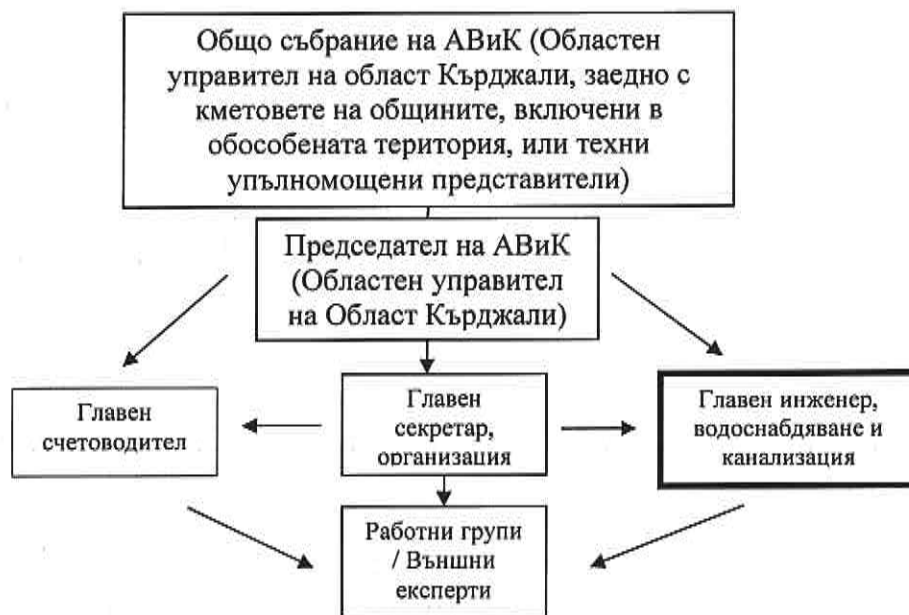 Общо събрание на АВиК (Областен
управител на област Кърджали, заедно с
кметовете на общините, включени в
обособената територия, или техни
упълномощени представители)
Председател на АВиК
(Областен управител
на Област Кърджали)
Главен
счетоводител
Главен
секретар,
организация
Главен инженер,
водоснабдяване и
канализация
Работни групи
/ Външни
експерти